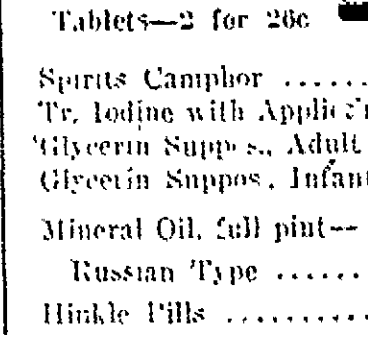 Tablets—2 for 26c
Spirits Camphor ......
Tr. Iodine with Applic'r
Glycerin Suppos., Adult
Glycerin Suppos., Infant
Mineral Oil, full pint--
Russian Type ......
Hinkle Pills ..........